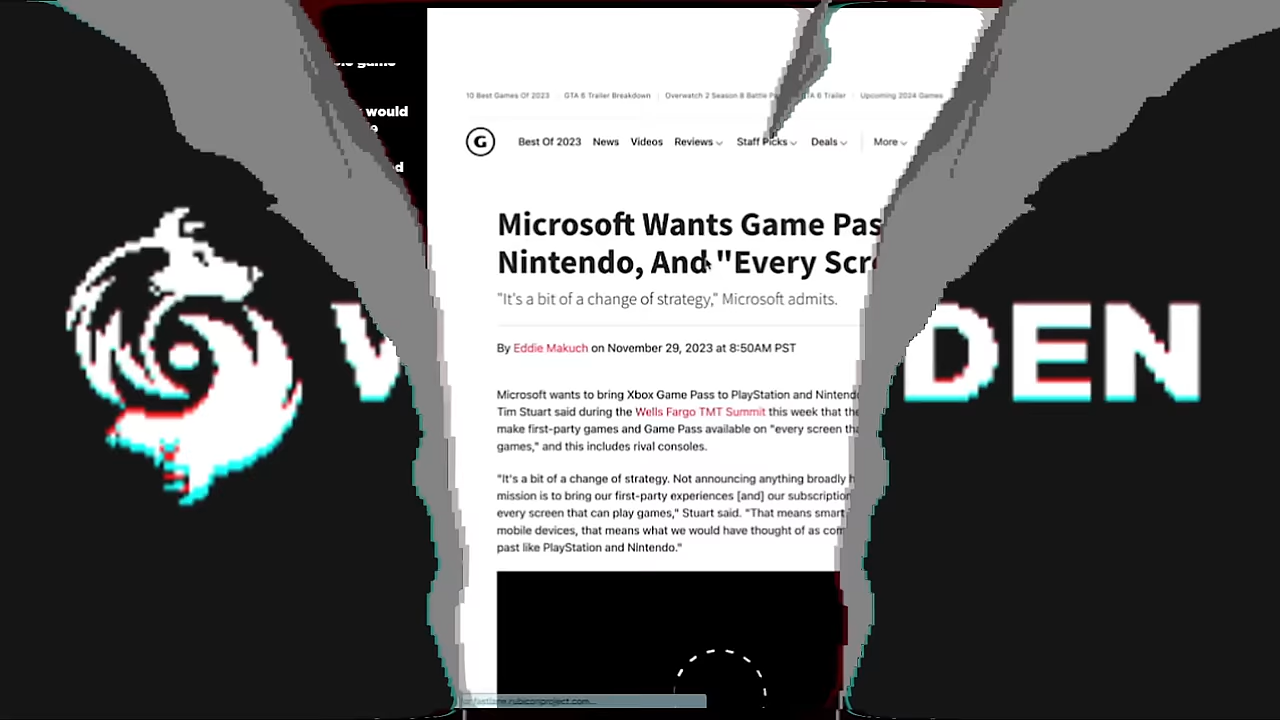 game
would
10 Best Games Of 2023 GTA 6 Trailer Breakdown Overwatch 2 Season 8 Battle TA 6 Trailer Upcoming 2024 Games
G Best Of 2023 News Videos Reviews Staff Picks Deals More
Microsoft Wants Game Pas
Nintendo, And "Every Scr
"It's a bit of a change of strategy," Microsoft admits.
V DEN
By Eddie Makuch on November 29, 2023 at 8:50AM PST
Microsoft wants to bring Xbox Game Pass to PlayStation and Nintend
Tim Stuart said during the Wells Fargo TMT Summit this week that the
make first-party games and Game Pass available on "every screen tha
games," and this includes rival consoles.
"It's a bit of a change of strategy. Not announcing anything broadly h
mission is to bring our first-party experiences [and] our subscription
every screen that can play games," Stuart said. "That means smart
mobile devices, that means what we would have thought of as com
past like PlayStation and Nintendo."
fastlane.rubiconproject.com...